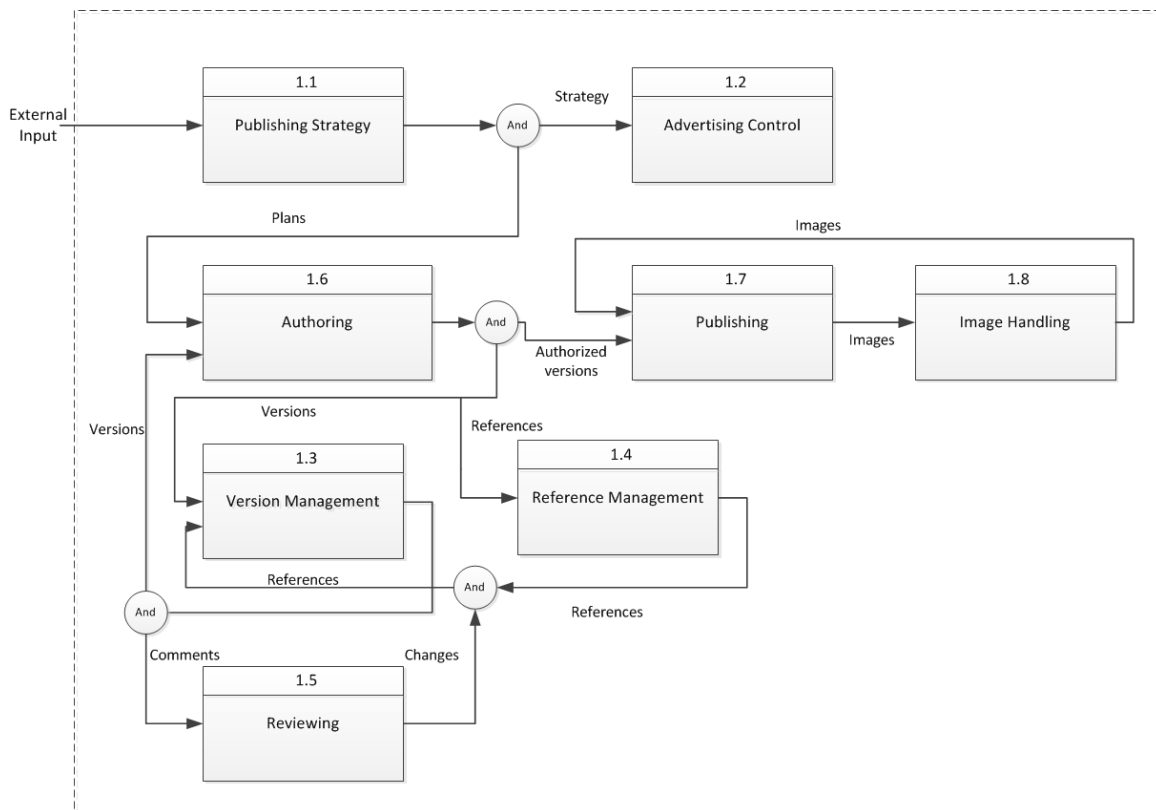 1.1
Publishing Strategy
External
Input
And
Strategy
1.2
Advertising Control
Plans
Images
1.6
Authoring
And
Authorized
versions
1.7
Publishing
Images
1.8
Image Handling
Versions
Versions
References
1.3
Version Management
1.4
Reference Management
References
And
References
And
Comments
Changes
1.5
Reviewing